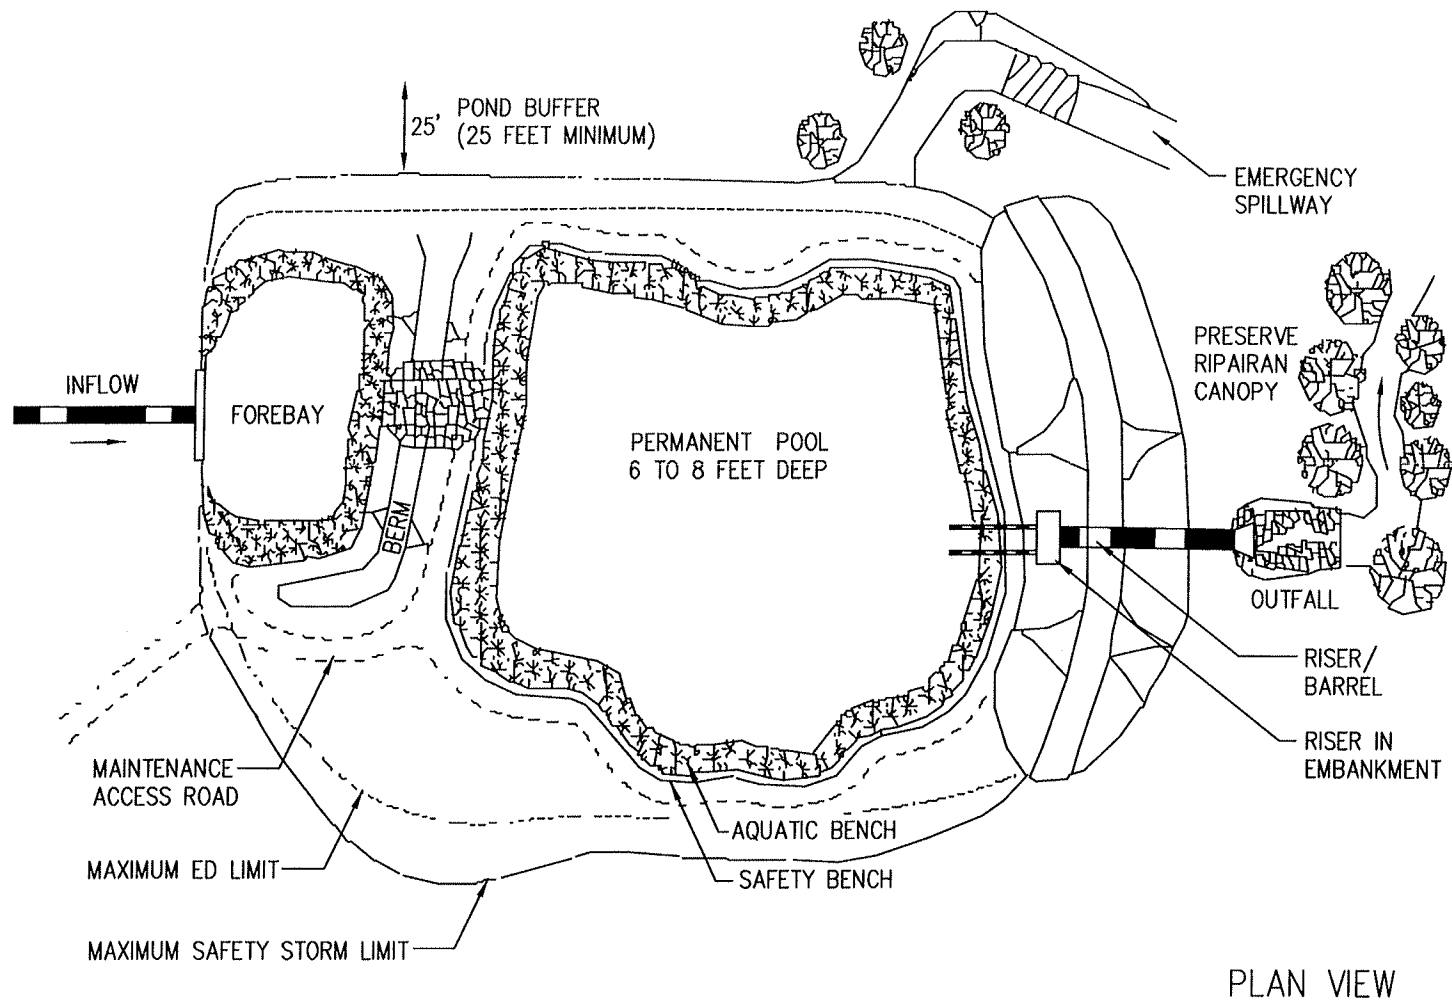 25' POND BUFFER
(25 FEET MINIMUM)
EMERGENCY
SPILLWAY
PRESERVE
RIPAIRAN
CANOPY
INFLOW
FOREBAY
PERMANENT POOL
6 TO 8 FEET DEEP
BERM
OUTFALL
RISER/
BARREL
RISER IN
EMBANKMENT
MAINTENANCE
ACCESS ROAD
AQUATIC BENCH
MAXIMUM ED LIMIT
SAFETY BENCH
MAXIMUM SAFETY STORM LIMIT
PLAN VIEW